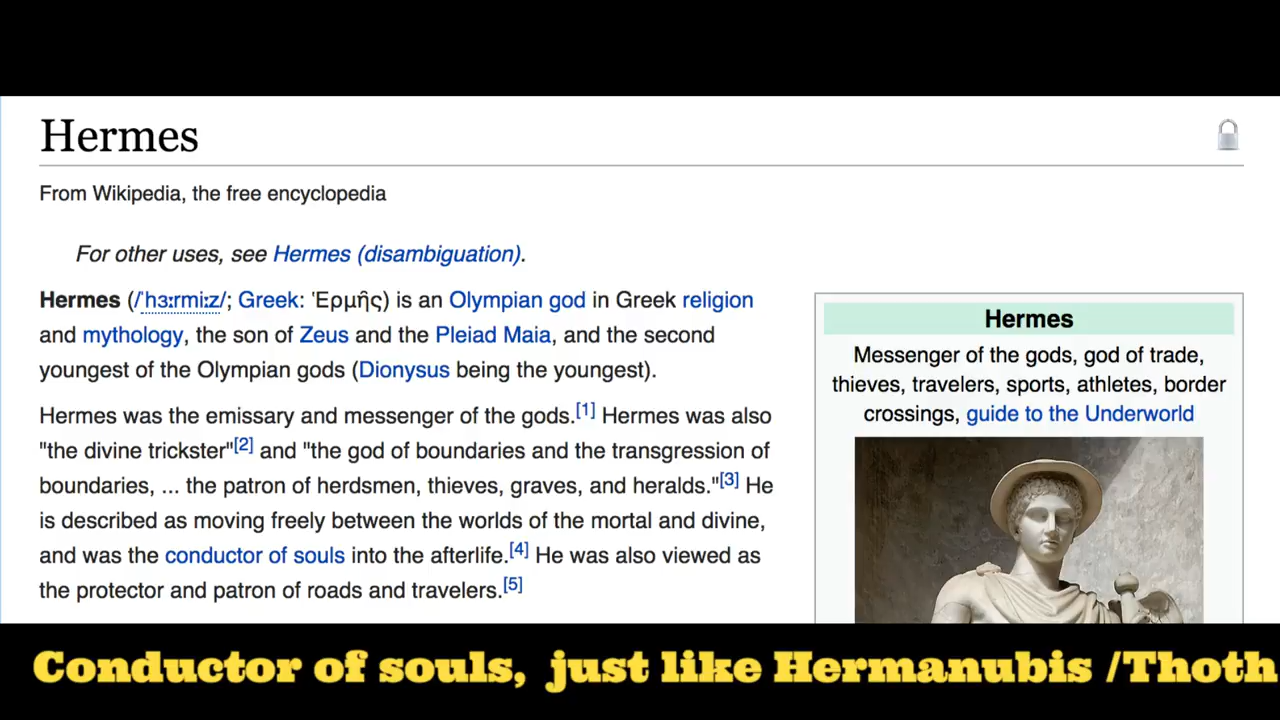 Hermes
From Wikipedia, the free encyclopedia
For other uses, see Hermes (disambiguation).
Hermes (/ˈhɜːrmiːz/; Greek: Ἑρμῆς) is an Olympian god in Greek religion
and mythology, the son of Zeus and the Pleiad Maia, and the second
youngest of the Olympian gods (Dionysus being the youngest).
Hermes was the emissary and messenger of the gods.[1] Hermes was also
"the divine trickster"[2] and "the god of boundaries and the transgression of
boundaries, ... the patron of herdsmen, thieves, graves, and heralds."[3] He
is described as moving freely between the worlds of the mortal and divine,
and was the conductor of souls into the afterlife.[4] He was also viewed as
the protector and patron of roads and travelers.[5]
Hermes
Messenger of the gods, god of trade,
thieves, travelers, sports, athletes, border
crossings, guide to the Underworld
Conductor of souls, just like Hermanubis /Thoth